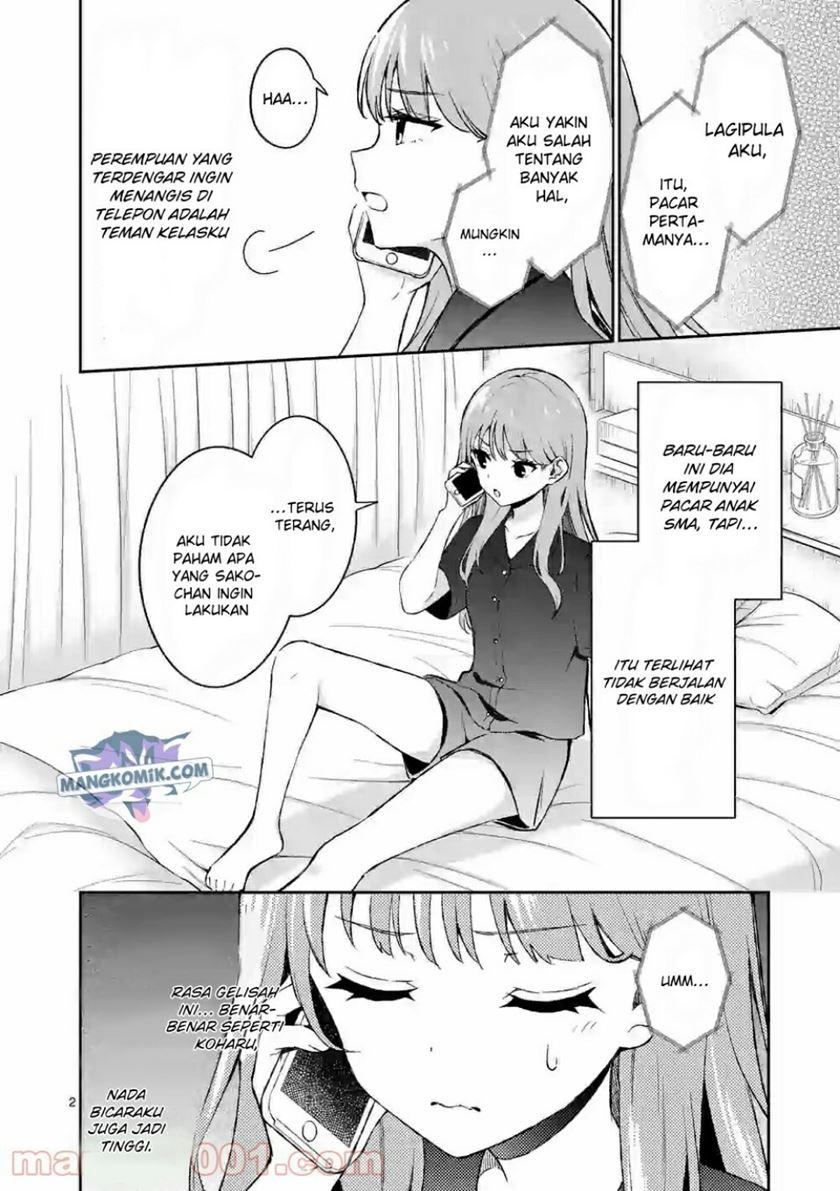 LAGIPULA
AKU,
ITU,
PACAR
PERTA-
MANYA...
AKU YAKIN
AKU SALAH
TENTANG
BANYAK
HAL,
MUNGKIN
...
HAA...
PEREMPUAN YANG
TERDENGAR INGIN
MENANGIS DI
TELEPON ADALAH
TEMAN KELASKU
BARU-BARU
INI DIA
MEMPUNYAI
PACAR ANAK
SMA, TAPI...
ITU TERLIHAT
TIDAK BERJALAN
DENGAN BAIK
...TERUS
TERANG,
AKU TIDAK
PAHAM APA
YANG SAKO-
CHAN INGIN
LAKUKAN
MANGKOMIK.COM
UMM...
RASA GELISAH
INI... BENAR-
BENAR SEPERTI
KOHARU,
NADA
BICARAKU
JUGA JADI
TINGGI.
2
001.com